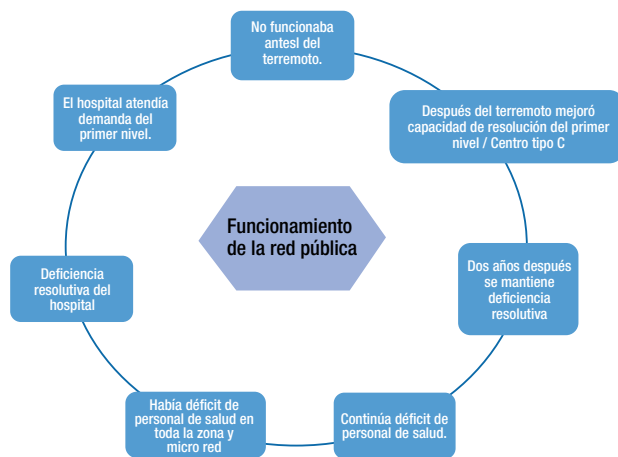 No funcionaba
antesl del
terremoto.
Después del terremoto mejoró
capacidad de resolución del primer
nivel / Centro tipo C
Dos años después
se mantiene
deficiencia
resolutiva
Continúa déficit de
personal de salud.
Había déficit de
personal de salud en
toda la zona y
micro red
Deficiencia
resolutiva del
hospital
El hospital atendía
demanda del
primer nivel.
Funcionamiento
de la red pública